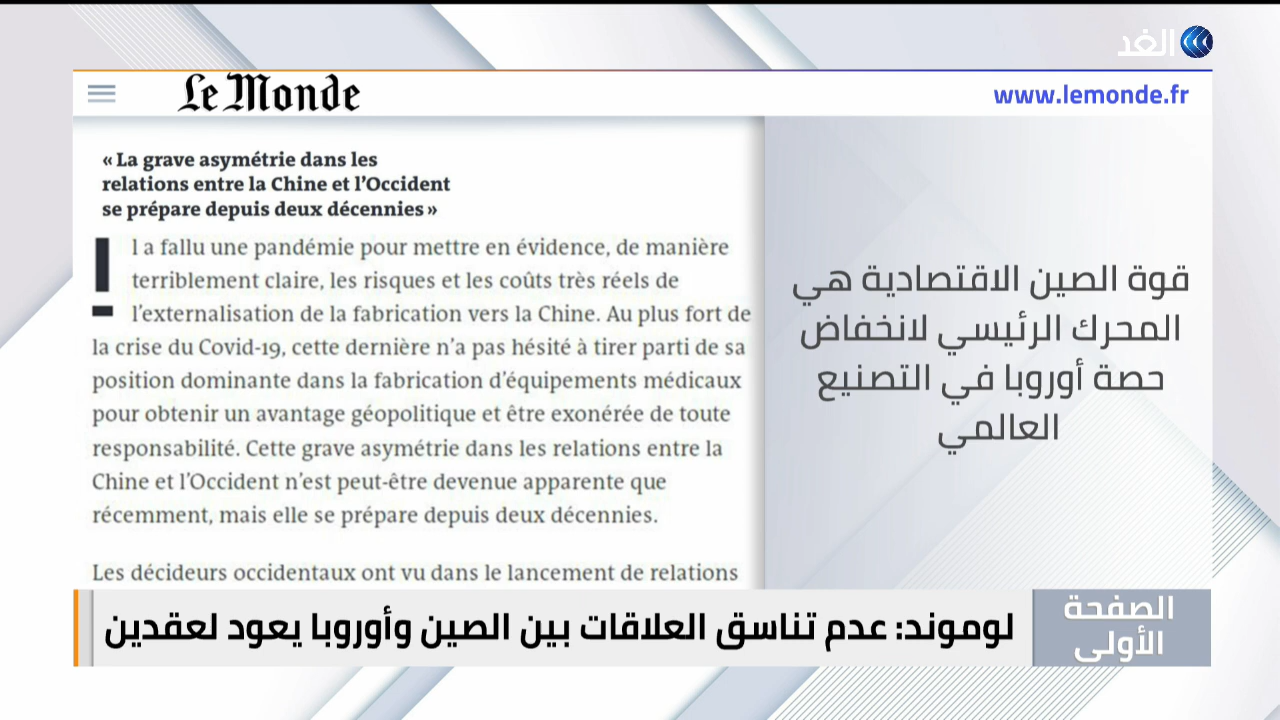 الغد
Le Monde
www.lemonde.fr
« La grave asymétrie dans les
relations entre la Chine et l’Occident
se prépare depuis deux décennies »
Il a fallu une pandémie pour mettre en évidence, de manière
terriblement claire, les risques et les coûts très réels de
l’externalisation de la fabrication vers la Chine. Au plus fort de
la crise du Covid-19, cette dernière n’a pas hésité à tirer parti de sa
position dominante dans la fabrication d’équipements médicaux
pour obtenir un avantage géopolitique et être exonérée de toute
responsabilité. Cette grave asymétrie dans les relations entre la
Chine et l’Occident n’est peut-être devenue apparente que
récemment, mais elle se prépare depuis deux décennies.
Les décideurs occidentaux ont vu dans le lancement de relations
قوة الصين الاقتصادية هي
المحرك الرئيسي لانخفاض
حصة أوروبا في التصنيع
العالمي
الصفحة
الأولى
لوموند: عدم تناسق العلاقات بين الصين وأوروبا يعود لعقدين